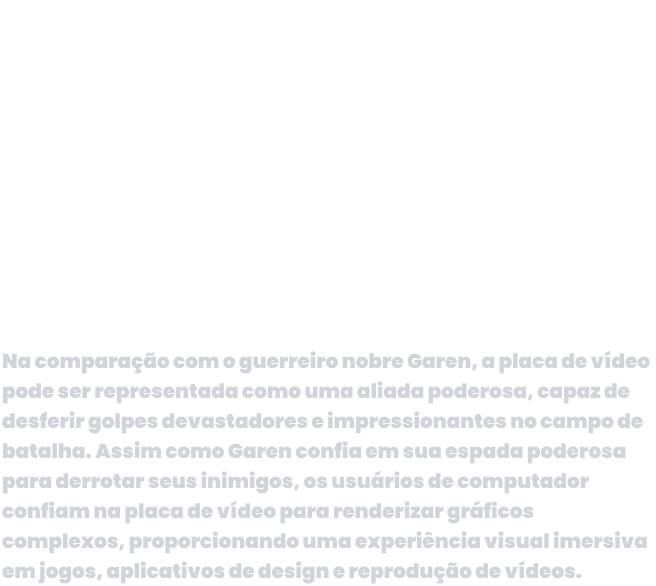 Na comparação com o guerreiro nobre Garen, a placa de vídeo
pode ser representada como uma aliada poderosa, capaz de
desferir golpes devastadores e impressionantes no campo de
batalha. Assim como Garen confia em sua espada poderosa
para derrotar seus inimigos, os usuários de computador
confiam na placa de vídeo para renderizar gráficos
complexos, proporcionando uma experiência visual imersiva
em jogos, aplicativos de design e reprodução de vídeos.